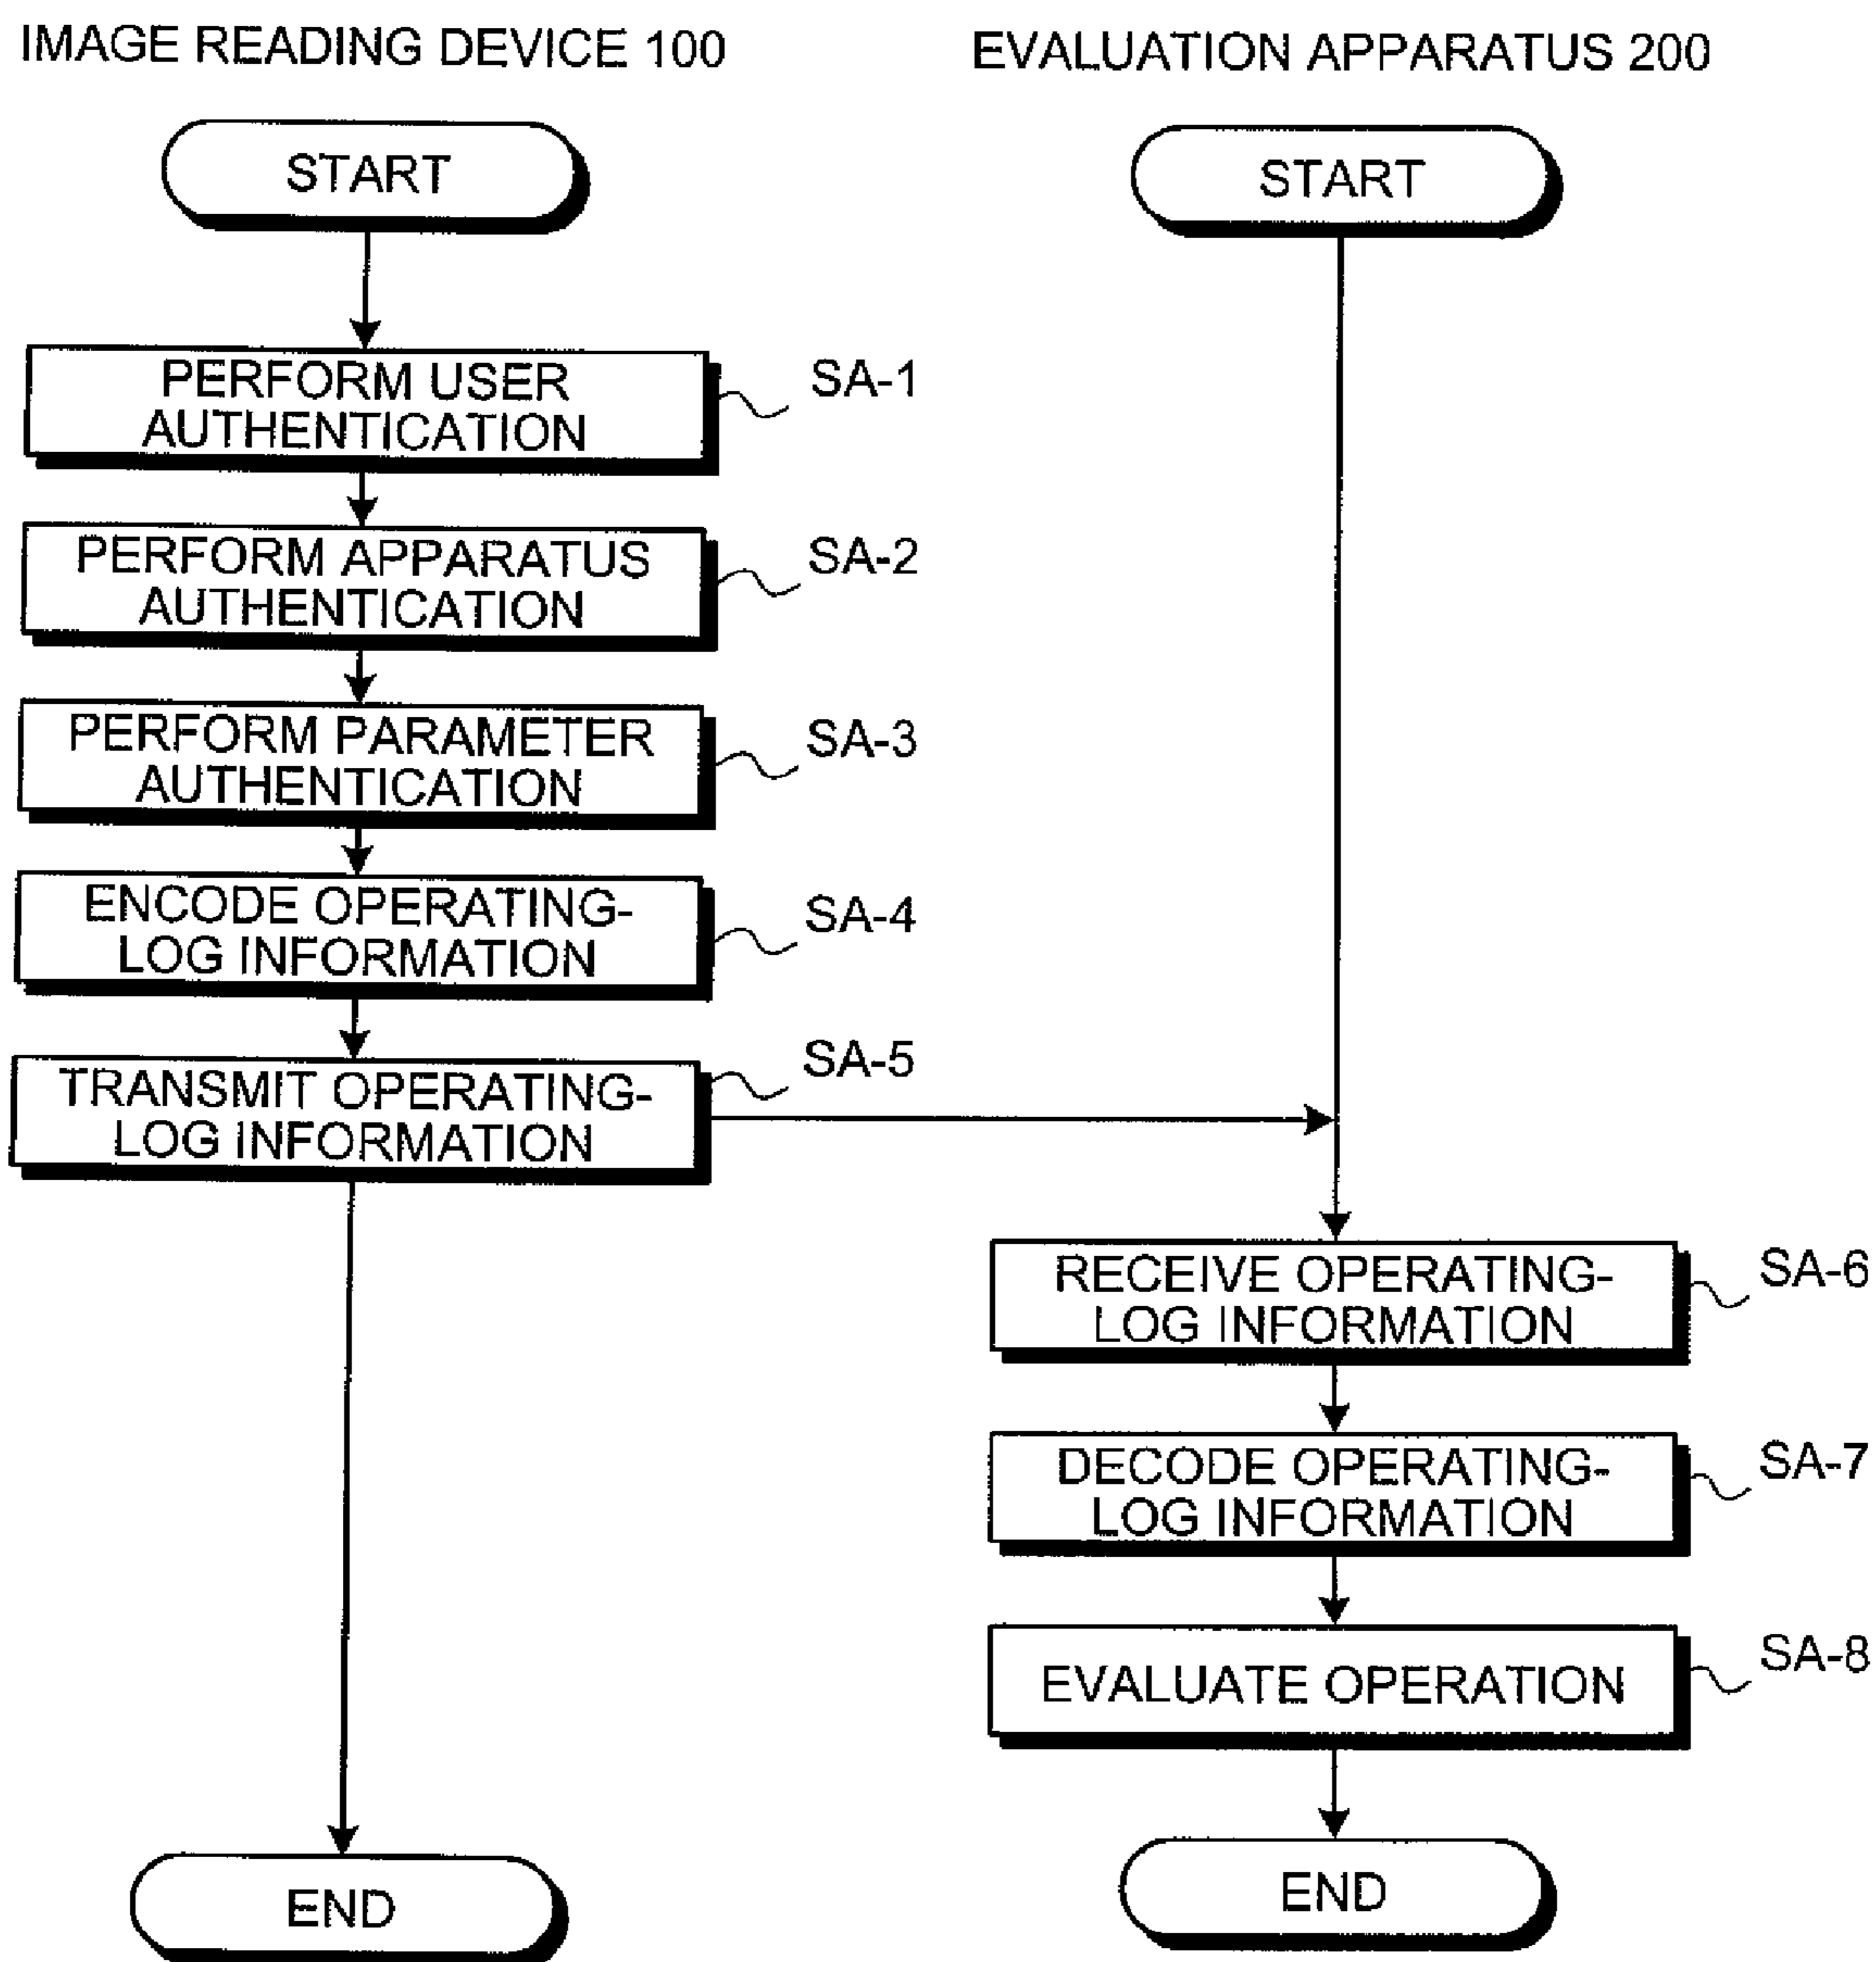 IMAGE READING DEVICE 100
START
PERFORM USER
AUTHENTICATION
SA-1
PERFORM APPARATUS
AUTHENTICATION
SA-2
PERFORM PARAMETER
AUTHENTICATION
SA-3
ENCODE OPERATING-
LOG INFORMATION
SA-4
TRANSMIT OPERATING-
LOG INFORMATION
SA-5
END
EVALUATION APPARATUS 200
START
RECEIVE OPERATING-
LOG INFORMATION
SA-6
DECODE OPERATING-
LOG INFORMATION
SA-7
EVALUATE OPERATION
SA-8
END